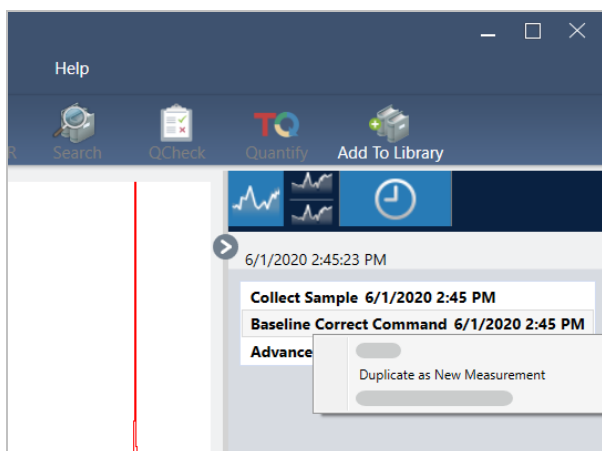 Help
R
Search
QCheck
TQ
Quantify
Add To Library
6/1/2020 2:45:23 PM
Collect Sample 6/1/2020 2:45 PM
Baseline Correct Command 6/1/2020 2:45 PM
Advance
Duplicate as New Measurement